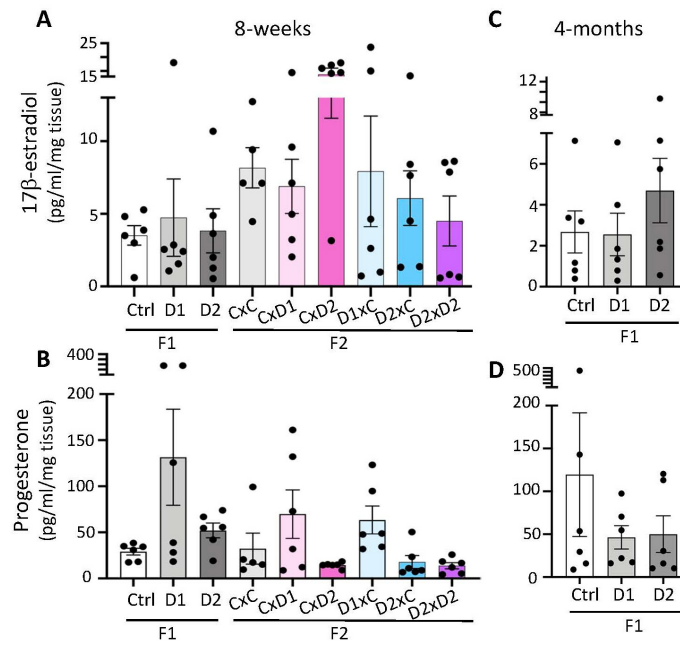 A
8-weeks
17β-estradiol
(pg/ml/mg tissue)
25
15
10
5
0
Ctrl D1 D2 CxC CxD1 CxD2 D1xC D2xC D2xD2
F1 F2
C
4-months
12
8
6
4
2
0
Ctrl D1 D2
F1
B
Progesterone
(pg/ml/mg tissue)
400
200
150
100
50
0
Ctrl D1 D2 CxC CxD1 CxD2 D1xC D2xC D2xD2
F1 F2
D
500
200
150
100
50
0
Ctrl D1 D2
F1